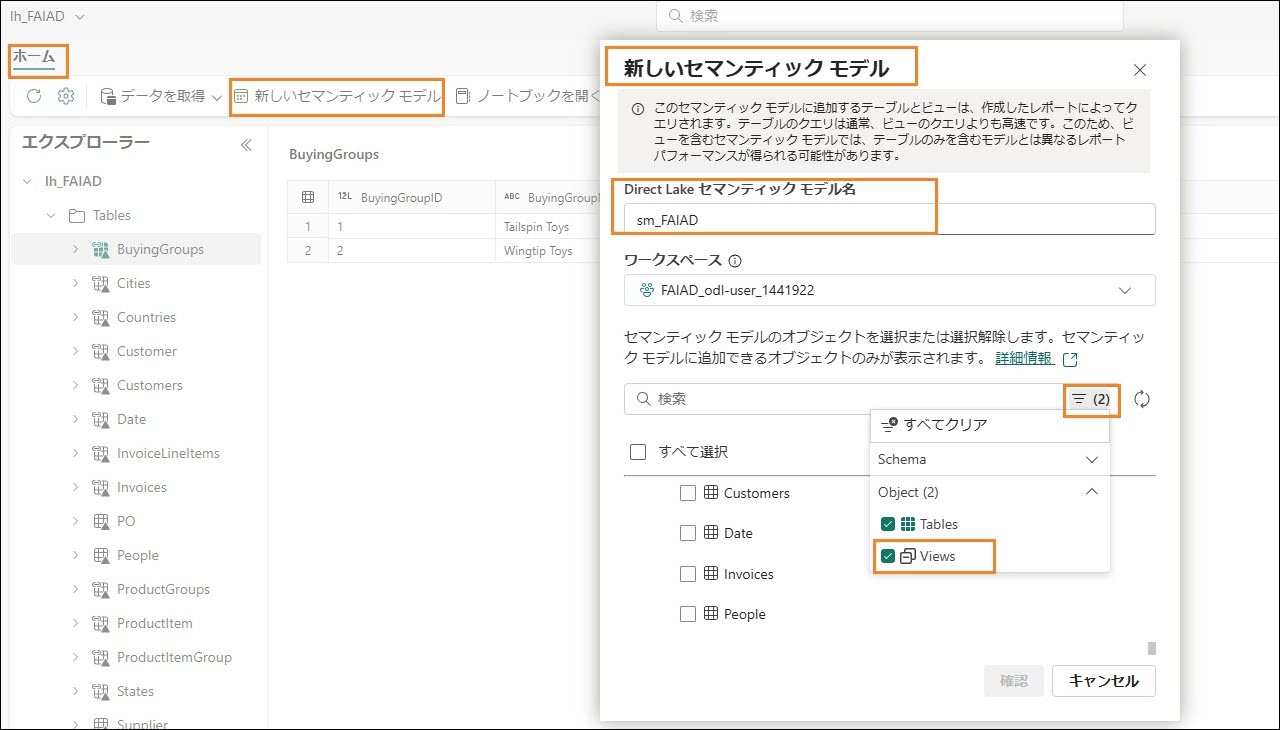 lh_FAIAD
検索
ホーム
データを取得
新しいセマンティック モデル
ノートブックを開く
エクスプローラー
lh_FAIAD
Tables
BuyingGroups
Cities
Countries
Customer
Customers
Date
InvoiceLineItems
Invoices
PO
People
ProductGroups
ProductItem
ProductItemGroup
States
Supplier
BuyingGroups
12L BuyingGroupID
ABC BuyingGroup
1 1 Tailspin Toys
2 2 Wingtip Toys
新しいセマンティック モデル
このセマンティック モデルに追加するテーブルとビューは、作成したレポートによってク
エリされます。テーブルのクエリは通常、ビューのクエリよりも高速です。このため、ビ
ューを含むセマンティック モデルでは、テーブルのみを含むモデルとは異なるレポート
パフォーマンスが得られる可能性があります。
Direct Lake セマンティック モデル名
sm_FAIAD
ワークスペース
FAIAD_odl-user_1441922
セマンティック モデルのオブジェクトを選択または選択解除します。セマンティッ
ク モデルに追加できるオブジェクトのみが表示されます。 詳細情報
検索
(2)
すべてクリア
すべて選択
Schema
Object (2)
Tables
Views
Customers
Date
Invoices
People
確認
キャンセル